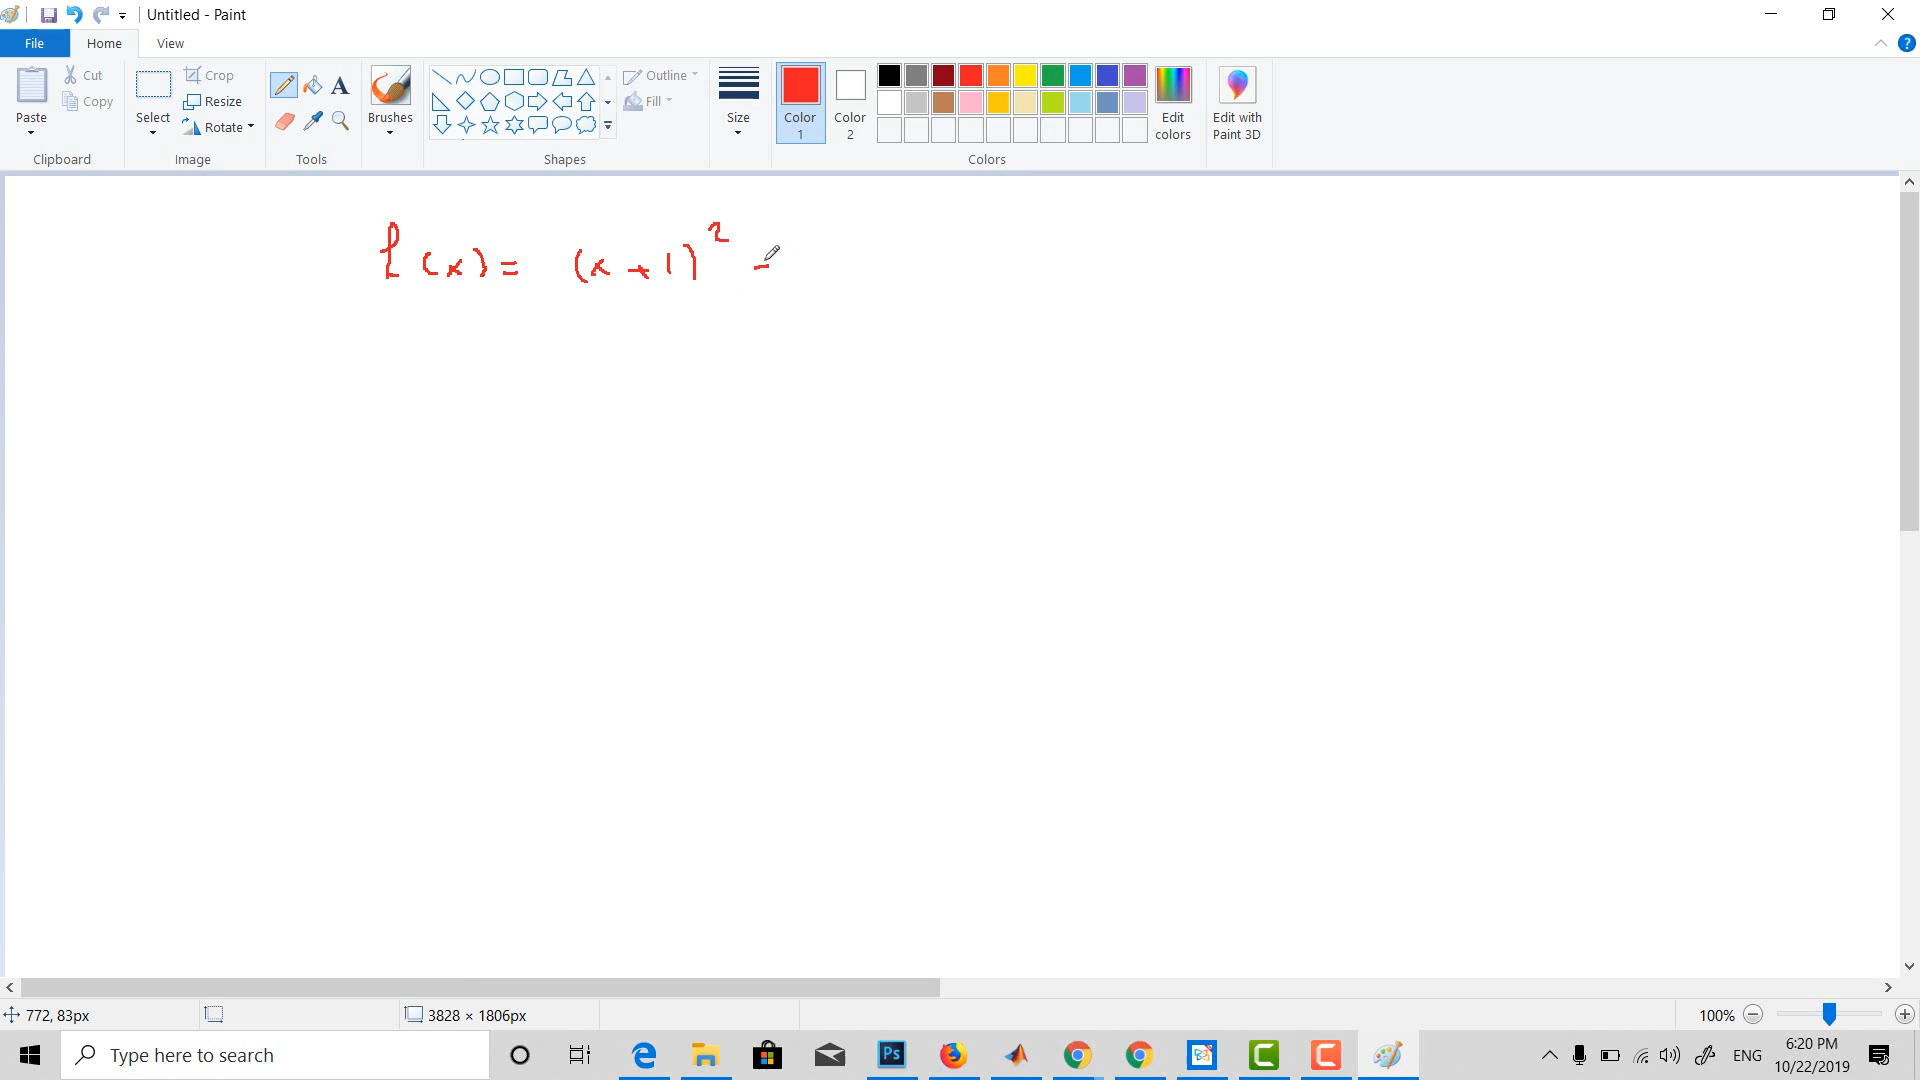 Untitled - Paint
File Home View
Paste Cut Copy Clipboard
Select Crop Resize Rotate Image
Tools
Brushes
Outline Fill Shapes
Size
Color 1 Color 2 Colors
Edit colors
Edit with Paint 3D
f(x) = (x+1)² -
772, 83px 3828 × 1806px 100%
Type here to search Ps ENG 6:20 PM 10/22/2019